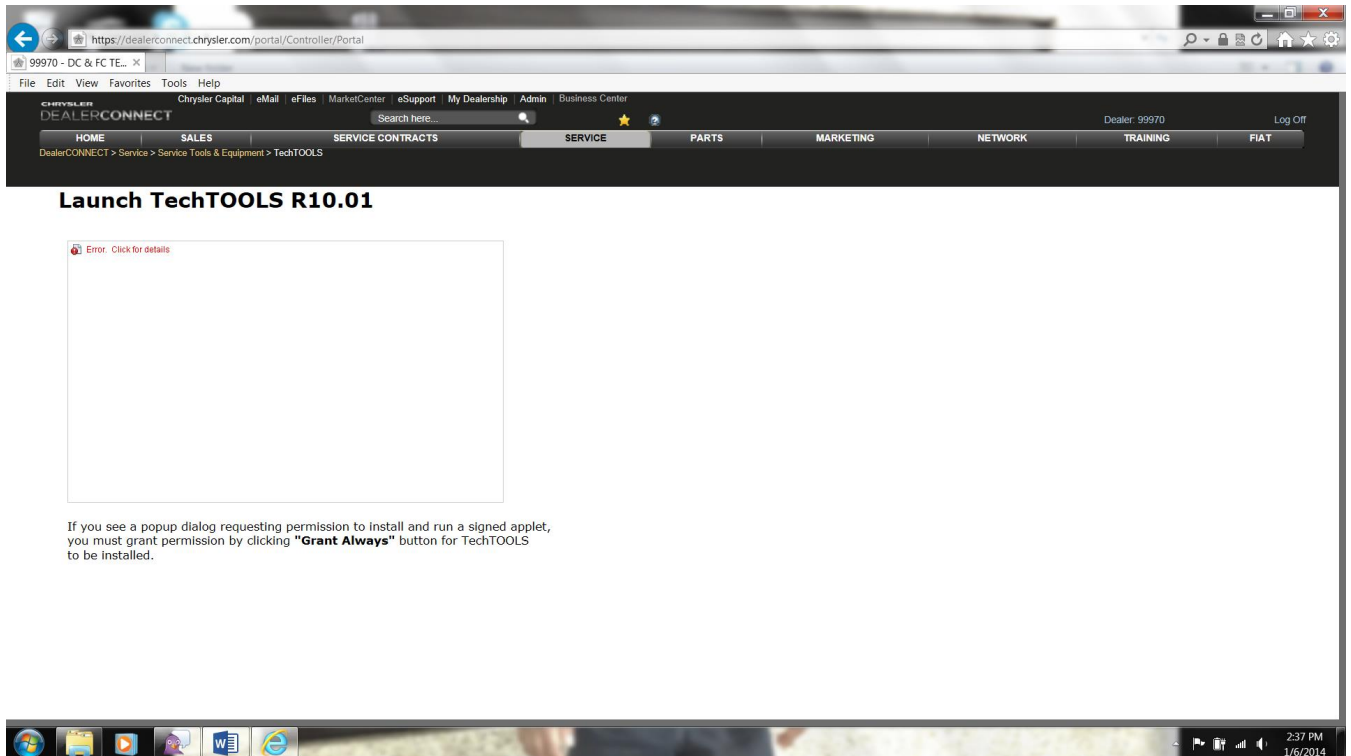 https://dealerconnect.chrysler.com/portal/Controller/Portal
99970 - DC & FC TE...
File Edit View Favorites Tools Help
Chrysler Capital | eMail | eFiles | MarketCenter | eSupport | My Dealership | Admin | Business Center
CHRYSLER
DEALERCONNECT
Search here...
Dealer: 99970
Log Off
HOME | SALES | SERVICE CONTRACTS | SERVICE | PARTS | MARKETING | NETWORK | TRAINING | FIAT
DealerCONNECT > Service > Service Tools & Equipment > TechTOOLS
Launch TechTOOLS R10.01
Error. Click for details
If you see a popup dialog requesting permission to install and run a signed applet,
you must grant permission by clicking "Grant Always" button for TechTOOLS
to be installed.
2:37 PM
1/6/2014